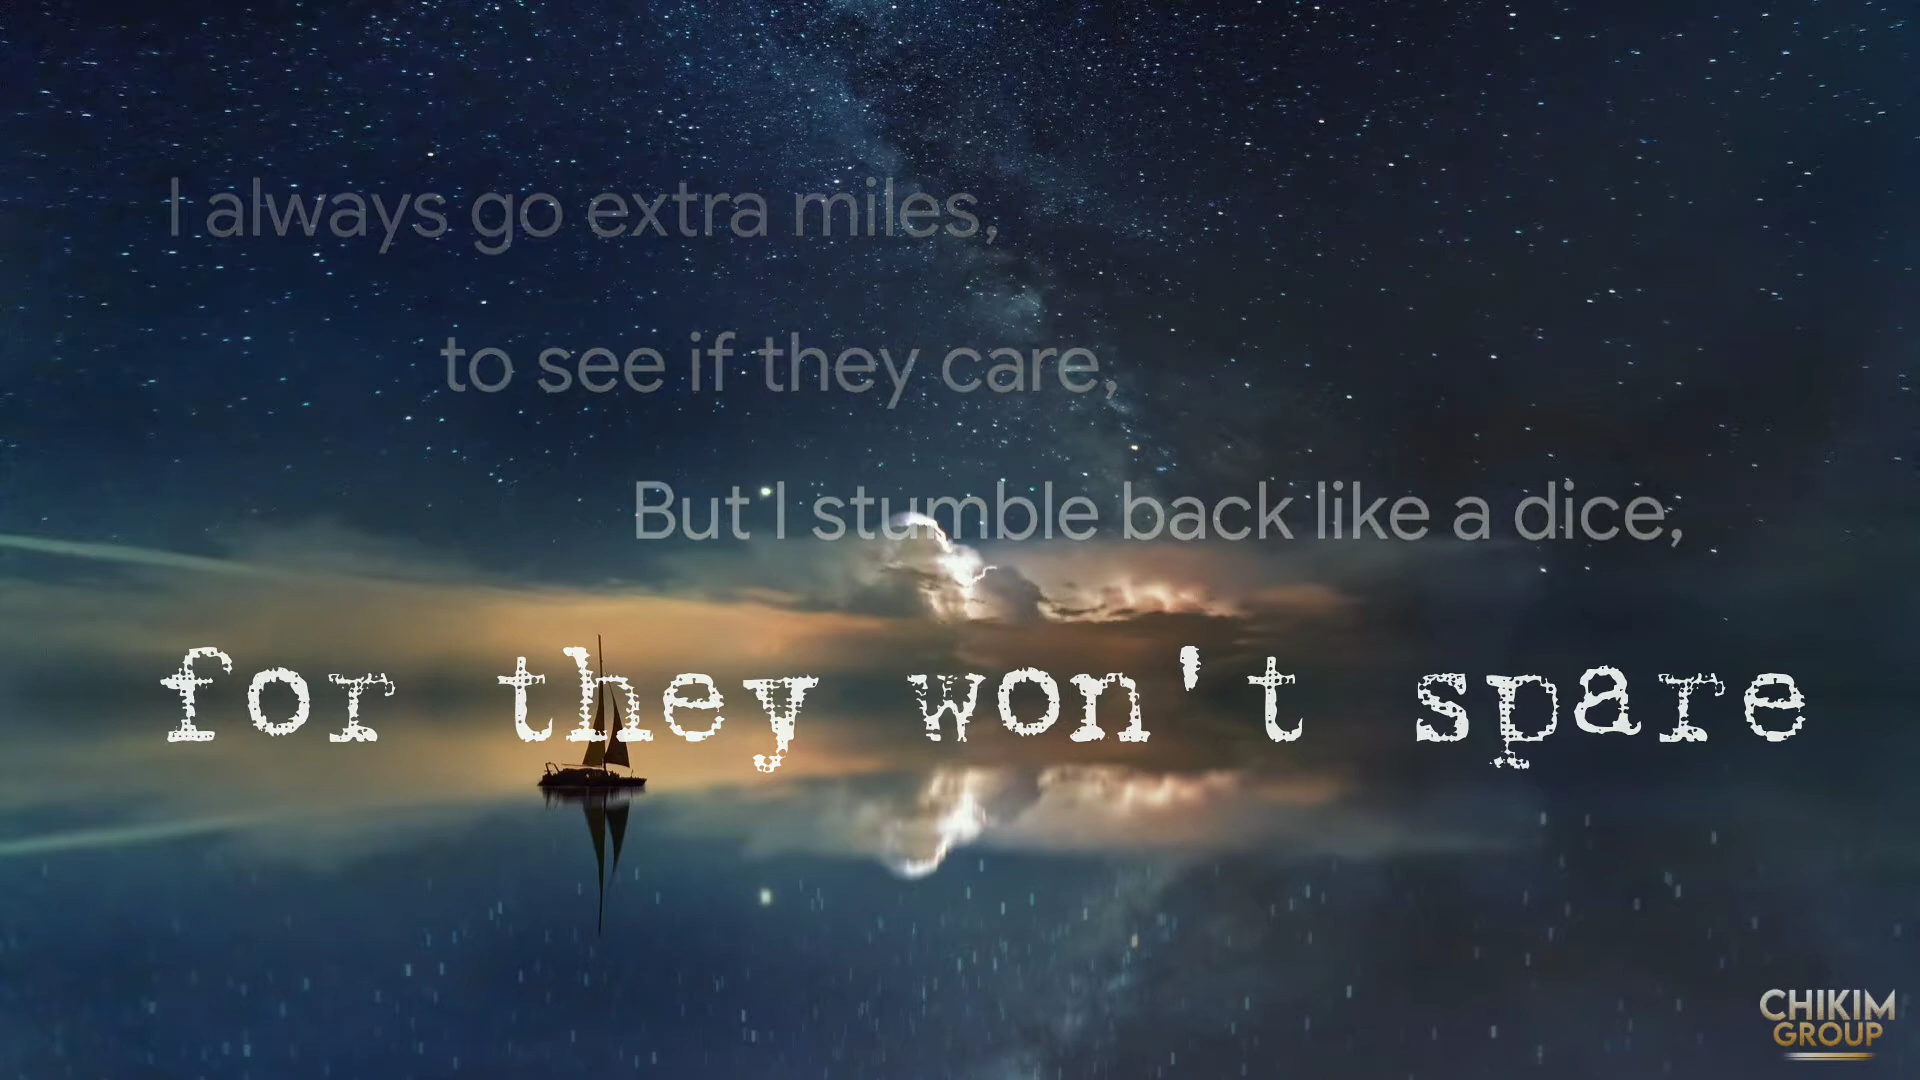 I always go extra miles,
to see if they care,
But I stumble back like a dice,
for they won't spare
CHIKIM
GROUP